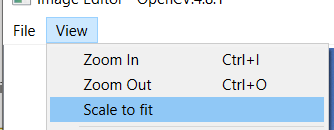 Image Editor - OpenCV.4.8.1
File View
Zoom In Ctrl+I
Zoom Out Ctrl+O
Scale to fit